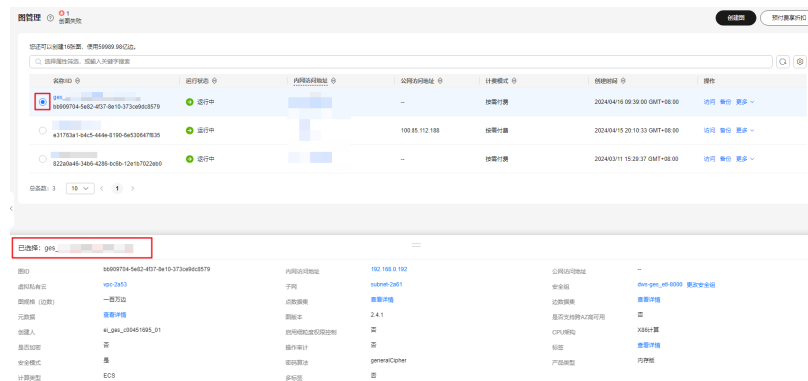 图管理 1 创建失败 创建图 预付费享折扣
您还可以创建16张图，使用59989.98亿边。
选择属性筛选，或输入关键字搜索
名称/ID 运行状态 内网访问地址 公网访问地址 计费模式 创建时间 操作
ges_
bb909704-5e82-4f37-8e10-373ce9dc8579 运行中 -- 按需付费 2024/04/16 09:39:00 GMT+08:00 访问 备份 更多
e31763a1-b4c5-444e-8190-6e530647f635 运行中 100.85.112.188 按需付费 2024/04/15 20:10:33 GMT+08:00 访问 备份 更多
822a0a46-34b6-4286-bc6b-12e1b7022eb0 运行中 -- 按需付费 2024/03/11 15:29:37 GMT+08:00 访问 备份 更多
总条数：3 10 1
已选择：ges_
图ID bb909704-5e82-4f37-8e10-373ce9dc8579 内网访问地址 192.168.0.192 公网访问地址 --
虚拟私有云 vpc-2a53 子网 subnet-2a61 安全组 dws-ges_etl-8000 更改安全组
图规格（边数） 一百万边 点数据集 查看详情 边数据集 查看详情
元数据 查看详情 图版本 2.4.1 是否支持跨AZ高可用 否
创建人 ei_ges_c00451695_01 启用细粒度权限控制 否 CPU架构 X86计算
是否加密 否 操作审计 否 标签 查看详情
安全模式 是 密码算法 generalCipher 产品类型 内存版
计算类型 ECS 多标签 否